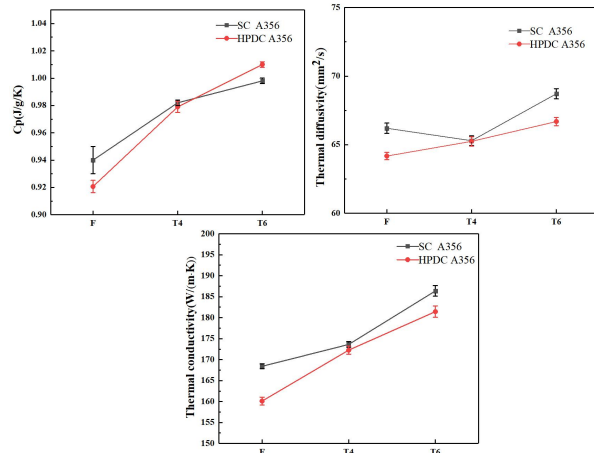 SC A356
HPDC A356
Cp(J/g/K)
1.04
1.02
1.00
0.98
0.96
0.94
0.92
0.90
F
T4
T6
SC A356
HPDC A356
Thermal diffusivity(mm²/s)
75
70
65
60
F
T4
T6
SC A356
HPDC A356
Thermal conductivity(W/(m·K))
200
195
190
185
180
175
170
165
160
155
150
F
T4
T6